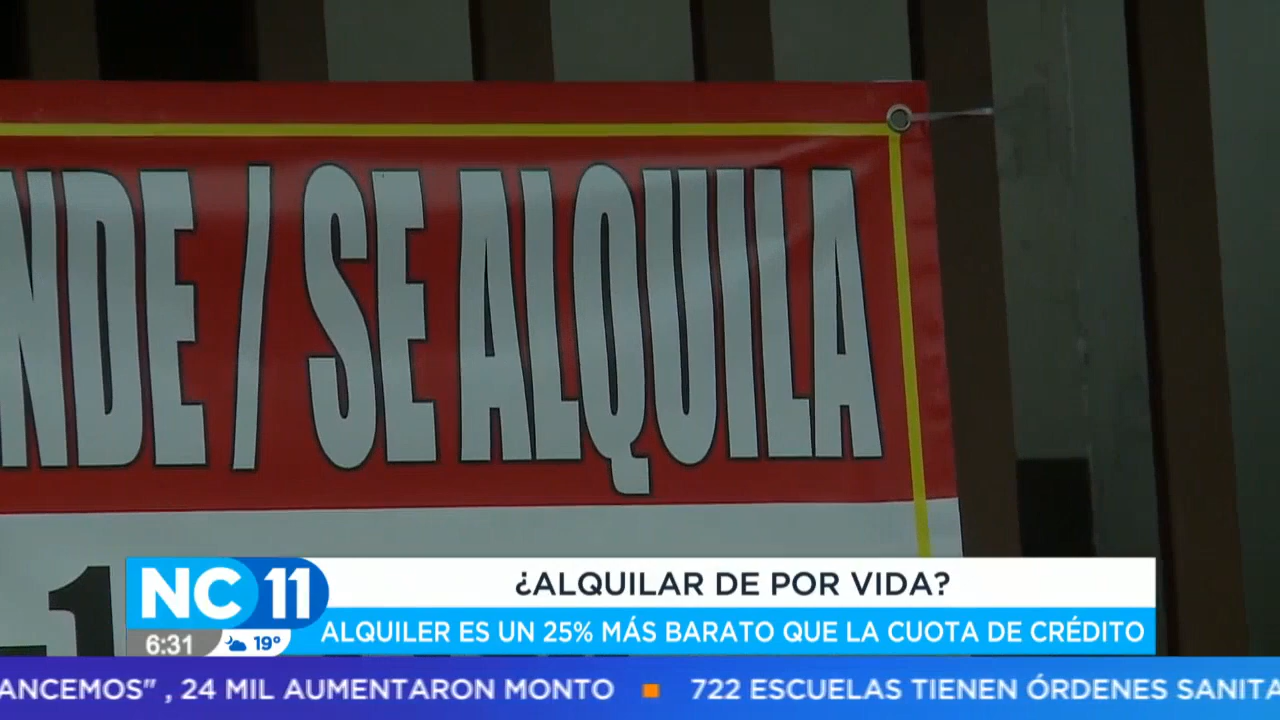 NDE / SE ALQUILA
-1
NC 11
¿ALQUILAR DE POR VIDA?
ALQUILER ES UN 25% MÁS BARATO QUE LA CUOTA DE CRÉDITO
6:31 19°
ANCEMOS" , 24 MIL AUMENTARON MONTO 722 ESCUELAS TIENEN ÓRDENES SANITA